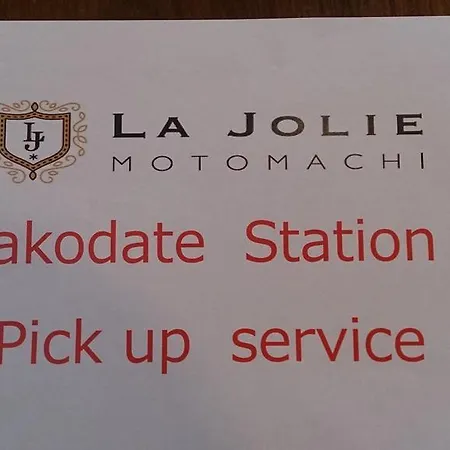 LJ
LA JOLIE
MOTOMACHI
akodate Station
Pick up service